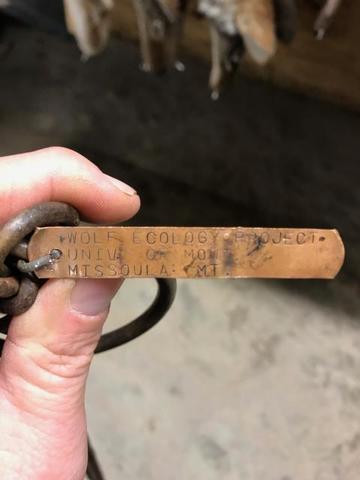 WOLF ECOLOGY PROJECT
UNIV. OF MONT
MISSOULA. MT.